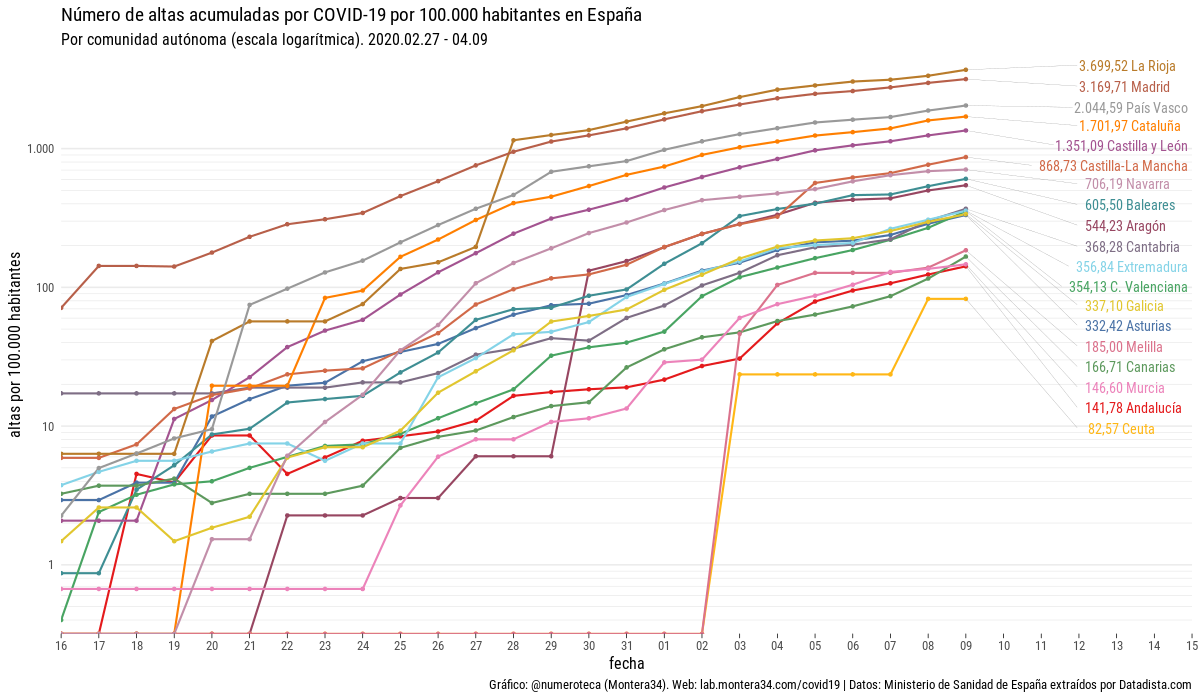 Número de altas acumuladas por COVID-19 por 100.000 habitantes en España
Por comunidad autónoma (escala logarítmica). 2020.02.27 - 04.09
altas por 100.000 habitantes
1.000
100
10
1
3.699,52 La Rioja
3.169,71 Madrid
2.044,59 País Vasco
1.701,97 Cataluña
1.351,09 Castilla y León
868,73 Castilla-La Mancha
706,19 Navarra
605,50 Baleares
544,23 Aragón
368,28 Cantabria
356,84 Extremadura
354,13 C. Valenciana
337,10 Galicia
332,42 Asturias
185,00 Melilla
166,71 Canarias
146,60 Murcia
141,78 Andalucía
82,57 Ceuta
16 17 18 19 20 21 22 23 24 25 26 27 28 29 30 31 01 02 03 04 05 06 07 08 09 10 11 12 13 14 15
fecha
Gráfico: @numeroteca (Montera34). Web: lab.montera34.com/covid19 | Datos: Ministerio de Sanidad de España extraídos por Datadista.com